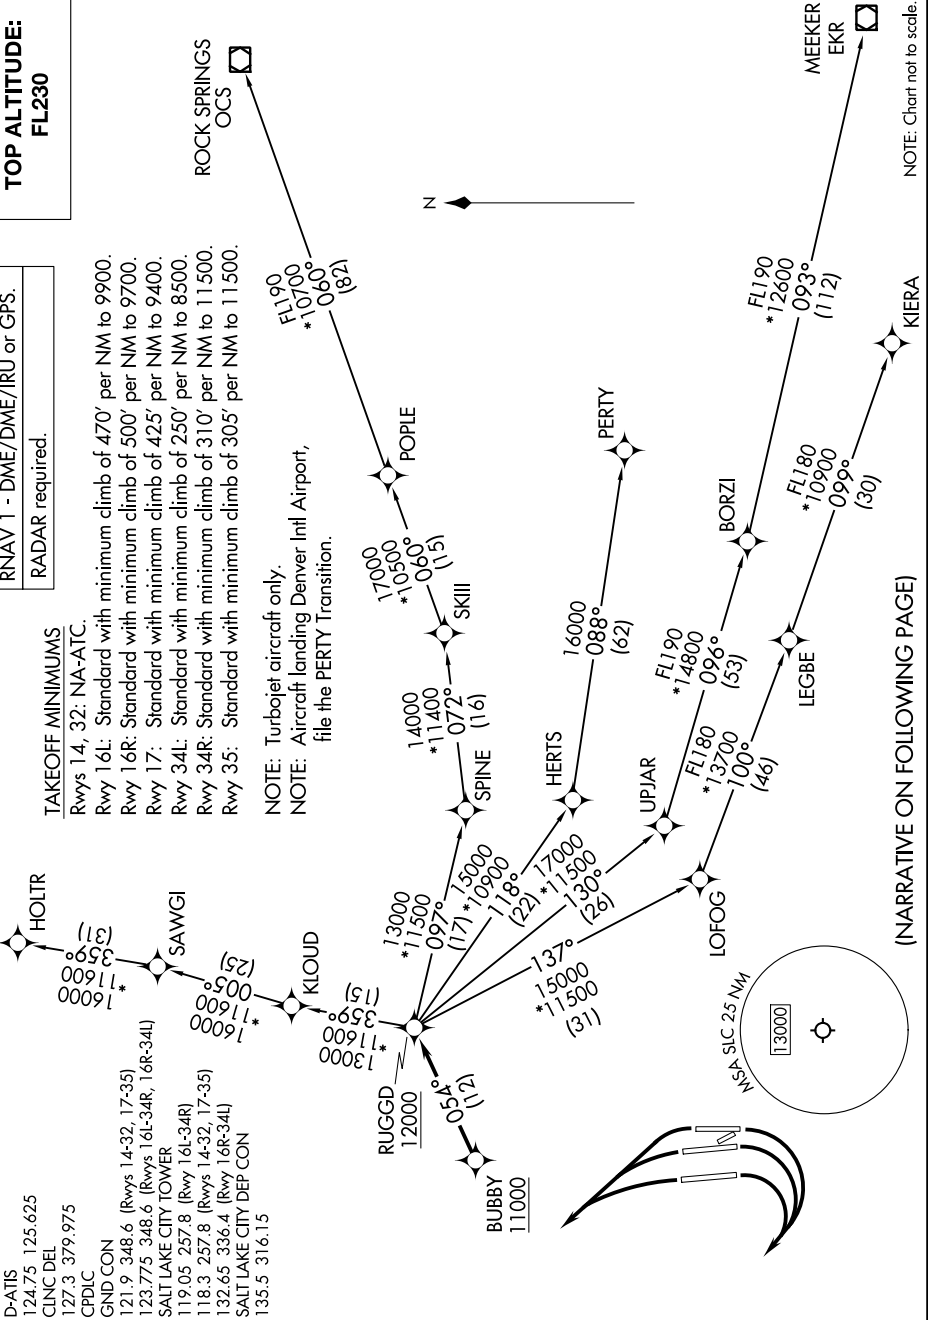 TOP ALTITUDE:
FL230
RNAV 1 - DME/DME/IRU or GPS.
RADAR required.
D-ATIS
124.75 125.625
CLNC DEL
127.3 379.975
CPDLC
GND CON
121.9 348.6 (Rwys 14-32, 17-35)
123.775 348.6 (Rwys 16L-34R, 16R-34L)
SALT LAKE CITY TOWER
119.05 257.8 (Rwy 16L-34R)
118.3 257.8 (Rwys 14-32, 17-35)
132.65 336.4 (Rwy 16R-34L)
SALT LAKE CITY DEP CON
135.5 316.15
TAKEOFF MINIMUMS
Rwys 14, 32: NA-ATC.
Rwy 16L: Standard with minimum climb of 470' per NM to 9900.
Rwy 16R: Standard with minimum climb of 500' per NM to 9700.
Rwy 17: Standard with minimum climb of 425' per NM to 9400.
Rwy 34L: Standard with minimum climb of 250' per NM to 8500.
Rwy 34R: Standard with minimum climb of 310' per NM to 11500.
Rwy 35: Standard with minimum climb of 305' per NM to 11500.
NOTE: Turbojet aircraft only.
NOTE: Aircraft landing Denver Intl Airport,
file the PERTY Transition.
HOLTR
16000
*11600
359°
(31)
SAWGI
16000
*11600
005°
(25)
KLOUD
13000
*11600
359°
(15)
RUGGD
12000
054°
(12)
BUBBY
11000
13000
*11500
097°
(17)
SPINE
14000
*11400
072°
(16)
SKIII
17000
*10500
060°
(15)
POPLE
FL190
*10700
060°
(82)
ROCK SPRINGS
OCS
N
15000
*10900
118°
(22)
HERTS
16000
088°
(62)
PERTY
17000
*11500
130°
(26)
UPJAR
FL190
*14800
096°
(53)
BORZI
FL190
*12600
093°
(112)
MEEKER
EKR
137°
15000
*11500
(31)
LOFOG
FL180
*13700
100°
(46)
LEGBE
FL180
*10900
099°
(30)
KIERA
MSA SLC 25 NM
13000
(NARRATIVE ON FOLLOWING PAGE)
NOTE: Chart not to scale.